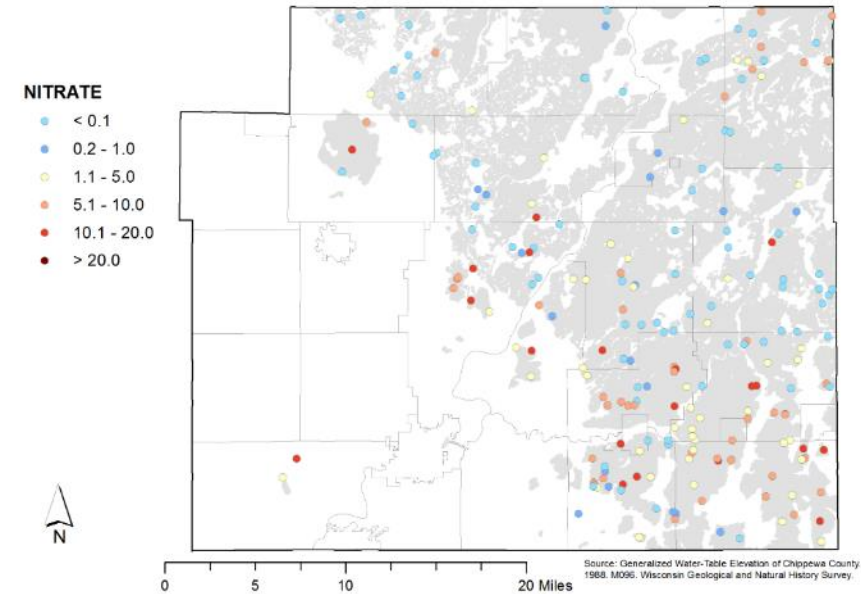 NITRATE
< 0.1
0.2 - 1.0
1.1 - 5.0
5.1 - 10.0
10.1 - 20.0
> 20.0
N
0 5 10 20 Miles
Source: Generalized Water-Table Elevation of Chippewa County.
1988. M096. Wisconsin Geological and Natural History Survey.